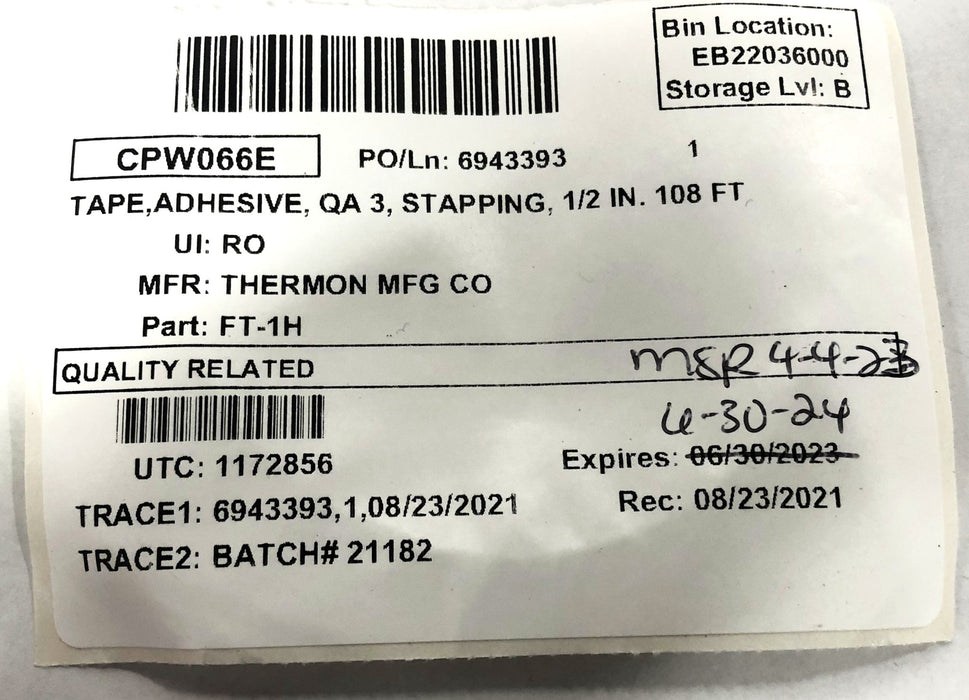 Bin Location:
EB22036000
Storage Lvl: B
CPW066E PO/Ln: 6943393 1
TAPE,ADHESIVE, QA 3, STAPPING, 1/2 IN. 108 FT
UI: RO
MFR: THERMON MFG CO
Part: FT-1H
QUALITY RELATED MSR 4-4-23
6-30-24
UTC: 1172856 Expires: 06/30/2023
TRACE1: 6943393,1,08/23/2021 Rec: 08/23/2021
TRACE2: BATCH# 21182